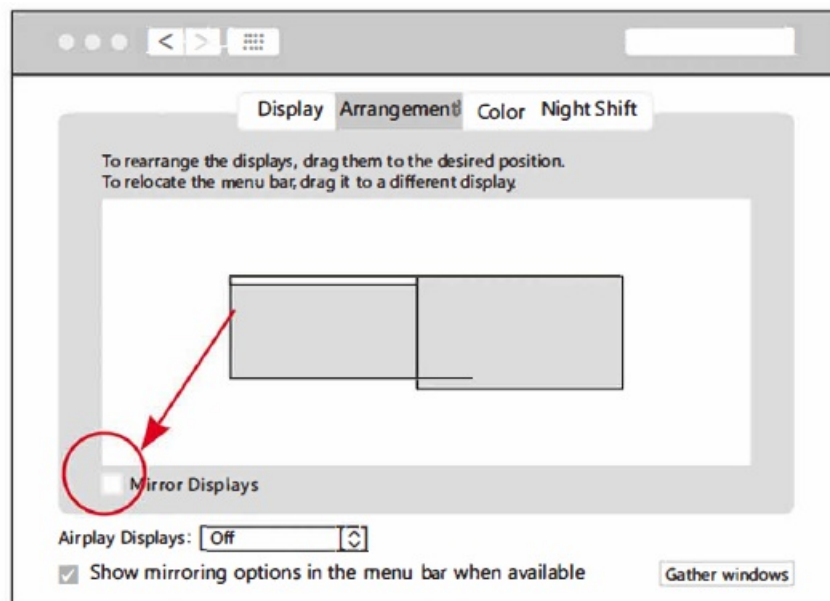 Display Arrangement Color Night Shift
To rearrange the displays, drag them to the desired position.
To relocate the menu bar, drag it to a different display.
Mirror Displays
Airplay Displays: Off
Show mirroring options in the menu bar when available
Gather windows